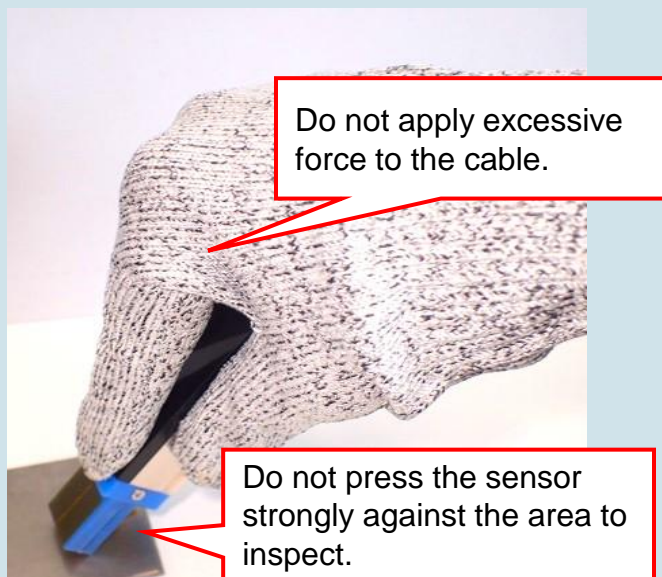 Do not apply excessive
force to the cable.
Do not press the sensor
strongly against the area to
inspect.